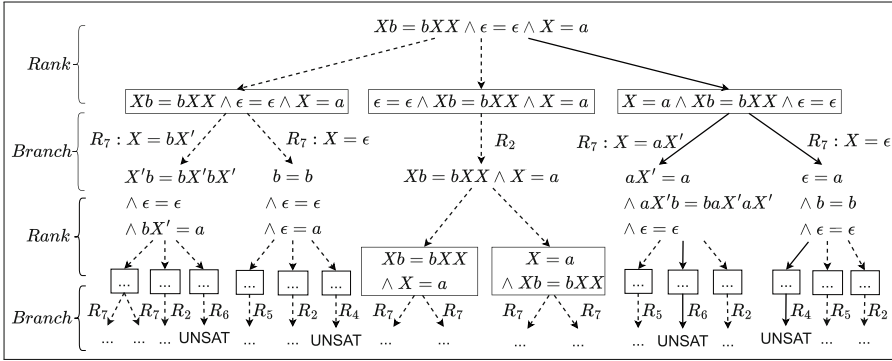 Xb = bXX ∧ ϵ = ϵ ∧ X = a
Rank
Xb = bXX ∧ ϵ = ϵ ∧ X = a
ϵ = ϵ ∧ Xb = bXX ∧ X = a
X = a ∧ Xb = bXX ∧ ϵ = ϵ
Branch
R₇ : X = bX′
R₇ : X = ϵ
R₂
R₇ : X = aX′
R₇ : X = ϵ
X′b = bX′bX′
∧ ϵ = ϵ
∧ bX′ = a
b = b
∧ ϵ = ϵ
∧ ϵ = a
Xb = bXX ∧ X = a
aX′ = a
∧ aX′b = baX′aX′
∧ ϵ = ϵ
ϵ = a
∧ b = b
∧ ϵ = ϵ
Rank
... ... ... ... ... ...
Xb = bXX
∧ X = a
X = a
∧ Xb = bXX
... ... ... ... ... ...
Branch
R₇ R₇ R₂ R₆ R₅ R₂ R₄ R₇ R₇ R₇ R₇ R₅ R₆ R₂ R₄ R₅ R₂
... ... ... UNSAT ... ... UNSAT ... ... ... ... ... UNSAT ... UNSAT ... ...